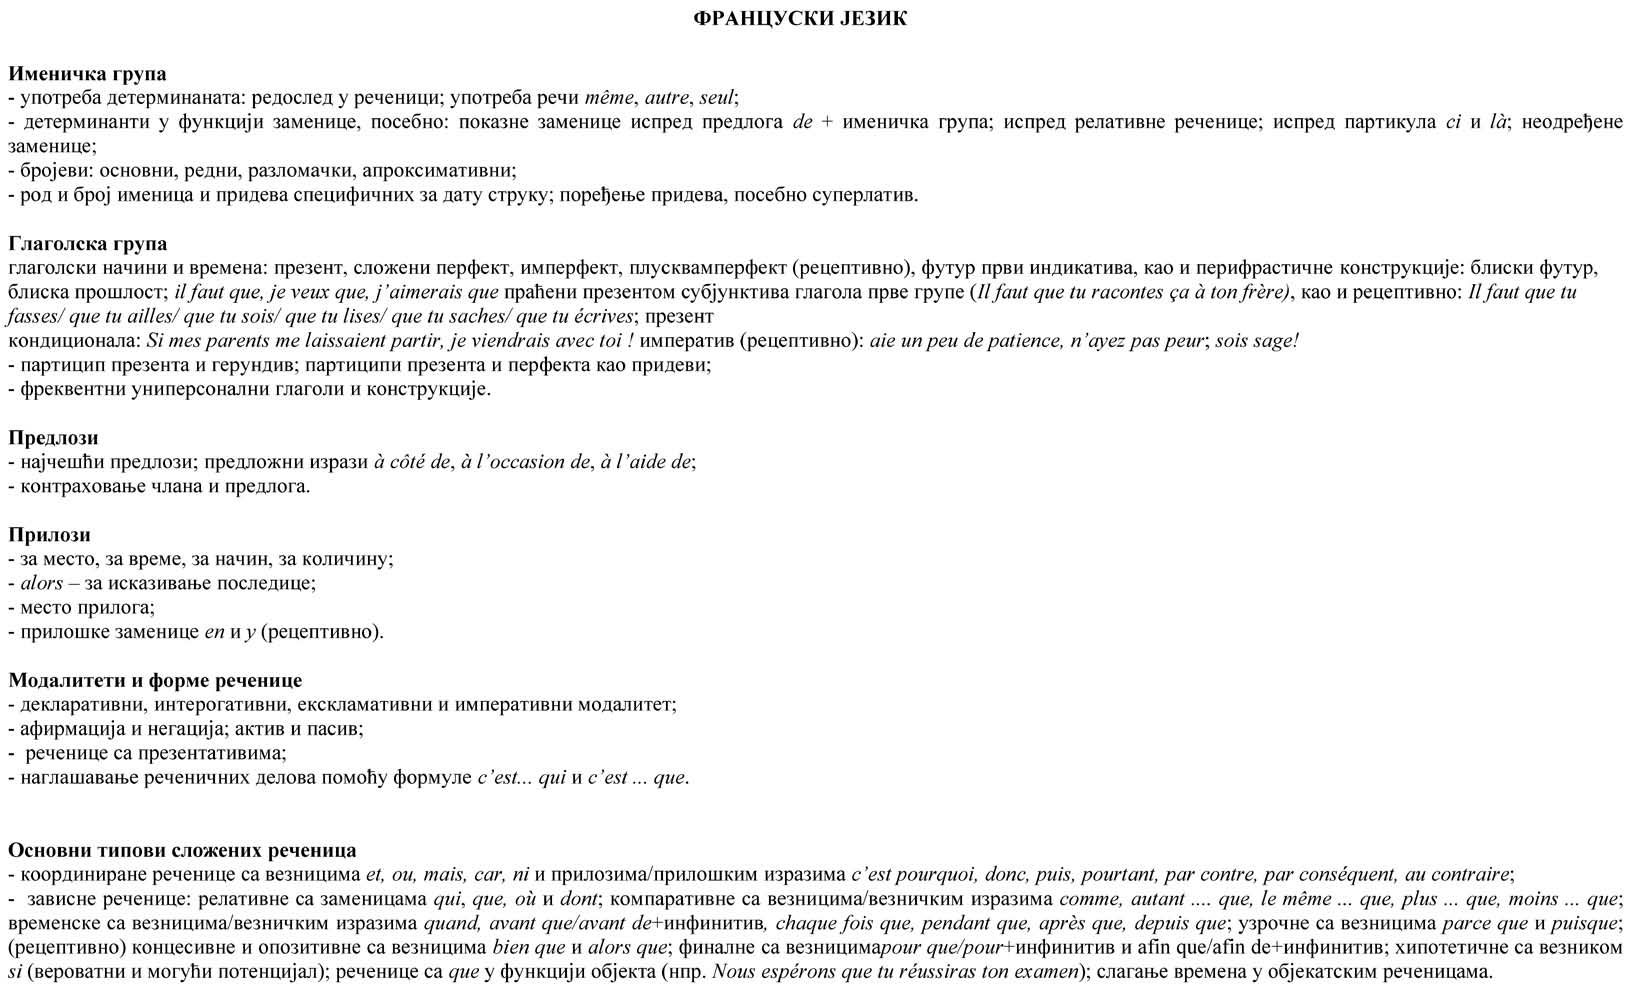 ФРАНЦУСКИ ЈЕЗИК
Именичка група
- употреба детерминаната: редослед у реченици; употреба речи même, autre, seul;
- детерминанти у функцији заменице, посебно: показне заменице испред предлога de + именичка група; испред релативне реченице; испред партикула ci и là; неодређене
заменице;
- бројеви: основни, редни, разломачки, апроксимативни;
- род и број именица и придева специфичних за дату струку; поређење придева, посебно суперлатив.
Глаголска група
глаголски начини и времена: презент, сложени перфект, имперфект, плусквамперфект (рецептивно), футур први индикатива, као и перифрастичне конструкције: блиски футур,
блиска прошлост; il faut que, je veux que, j’aimerais que праћени презентом субјунктива глагола прве групе (Il faut que tu racontes ça à ton frère), као и рецептивно: Il faut que tu
fasses/ que tu ailles/ que tu sois/ que tu lises/ que tu saches/ que tu écrives; презент
кондиционала: Si mes parents me laissaient partir, je viendrais avec toi ! императив (рецептивно): aie un peu de patience, n’ayez pas peur; sois sage!
- партицип презента и герундив; партиципи презента и перфекта као придеви;
- фреквентни униперсонални глаголи и конструкције.
Предлози
- најчешћи предлози; предложни изрази à côté de, à l’occasion de, à l’aide de;
- контраховање члана и предлога.
Прилози
- за место, за време, за начин, за количину;
- alors – за исказивање последице;
- место прилога;
- прилошке заменице en и y (рецептивно).
Модалитети и форме реченице
- декларативни, интерогативни, екскламативни и императивни модалитет;
- афирмација и негација; актив и пасив;
- реченице са презентативима;
- наглашавање реченичних делова помоћу формуле c’est... qui и c’est ... que.
Основни типови сложених реченица
- координиране реченице са везницима et, ou, mais, car, ni и прилозима/прилошким изразима c’est pourquoi, donc, puis, pourtant, par contre, par conséquent, au contraire;
- зависне реченице: релативне са заменицама qui, que, où и dont; компаративне са везницима/везничким изразима comme, autant .... que, le même ... que, plus ... que, moins ... que;
временске са везницима/везничким изразима quand, avant que/avant de+инфинитив, chaque fois que, pendant que, après que, depuis que; узрочне са везницима parce que и puisque;
(рецептивно) концесивне и опозитивне са везницима bien que и alors que; финалне са везницимаpour que/pour+инфинитив и afin que/afin de+инфинитив; хипотетичне са везником
si (вероватни и могући потенцијал); реченице са que у функцији објекта (нпр. Nous espérons que tu réussiras ton examen); слагање времена у објекатским реченицама.